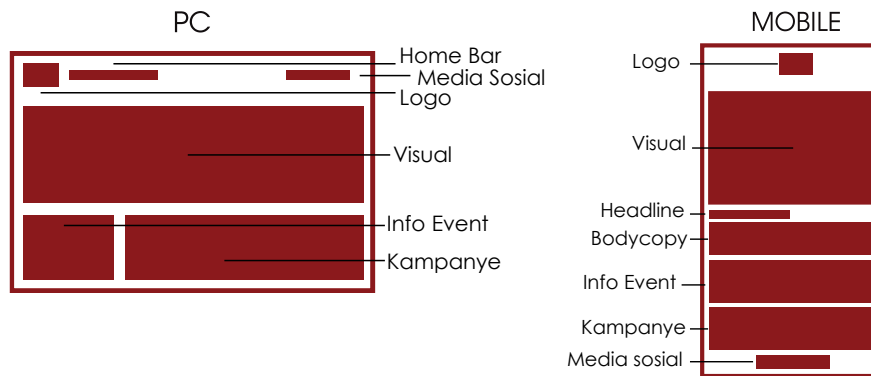 PC
Home Bar
Media Sosial
Logo
Visual
Info Event
Kampanye
MOBILE
Logo
Visual
Headline
Bodycopy
Info Event
Kampanye
Media sosial